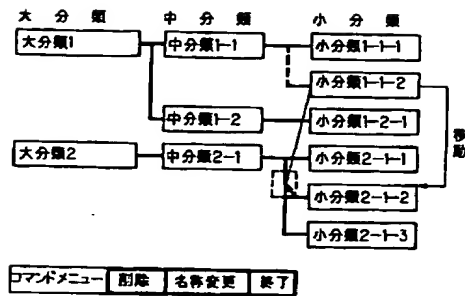 大分類 中分類 小分類
大分類1 中分類1-1 小分類1-1-1
小分類1-1-2
移動
中分類1-2 小分類1-2-1
大分類2 中分類2-1 小分類2-1-1
小分類2-1-2
小分類2-1-3
コマンドメニュー 削除 名称変更 終了